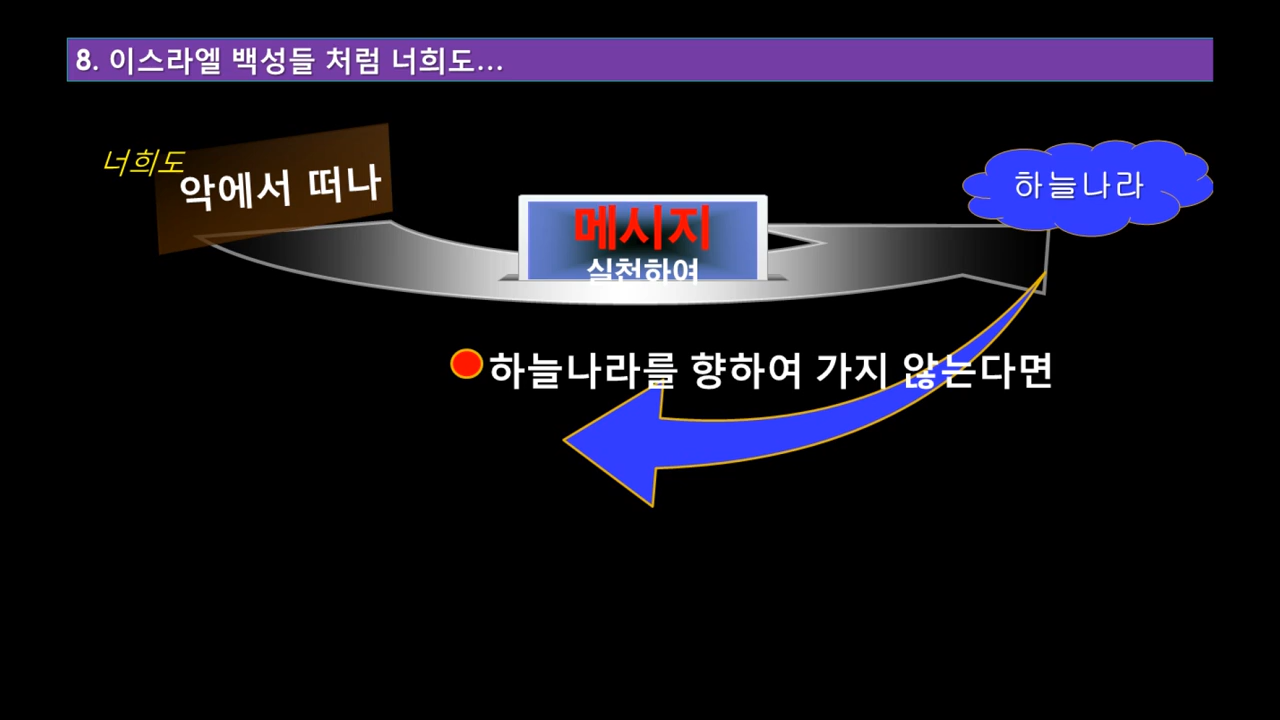 8. 이스라엘 백성들 처럼 너희도...
너희도
악에서 떠나
하늘나라
메시지
실천하여
하늘나라를 향하여 가지 않는다면